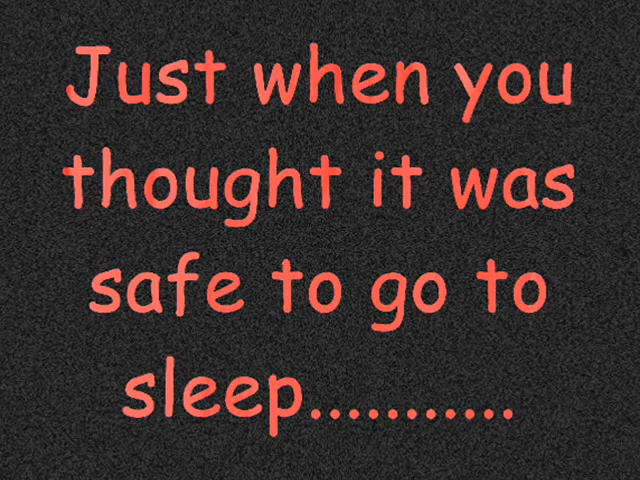 Just when you
thought it was
safe to go to
sleep...........